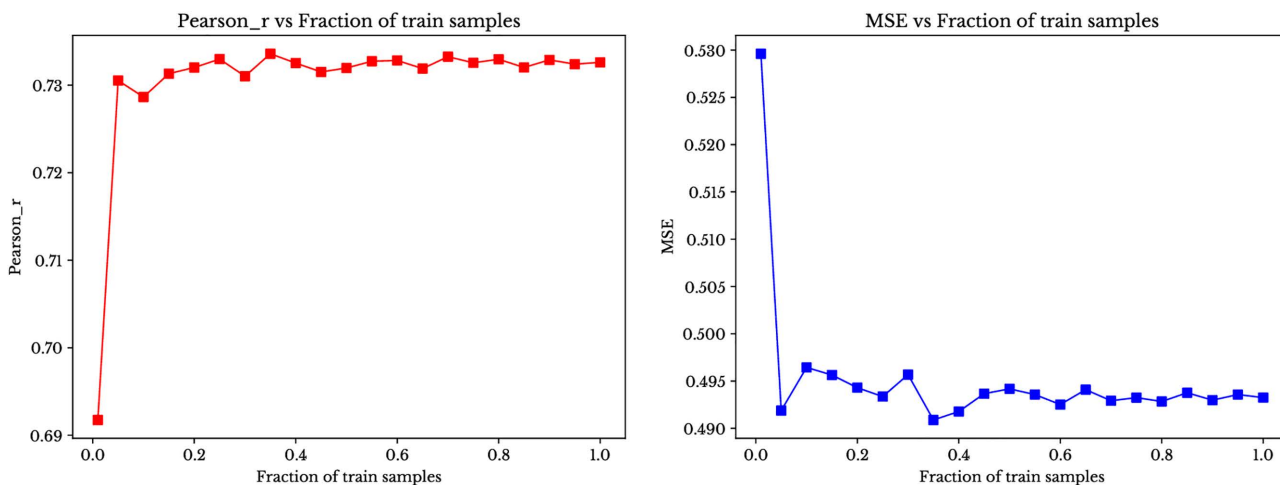 Pearson_r vs Fraction of train samples
Pearson_r
0.73
0.72
0.71
0.70
0.69
0.0 0.2 0.4 0.6 0.8 1.0
Fraction of train samples
MSE vs Fraction of train samples
MSE
0.530
0.525
0.520
0.515
0.510
0.505
0.500
0.495
0.490
0.0 0.2 0.4 0.6 0.8 1.0
Fraction of train samples